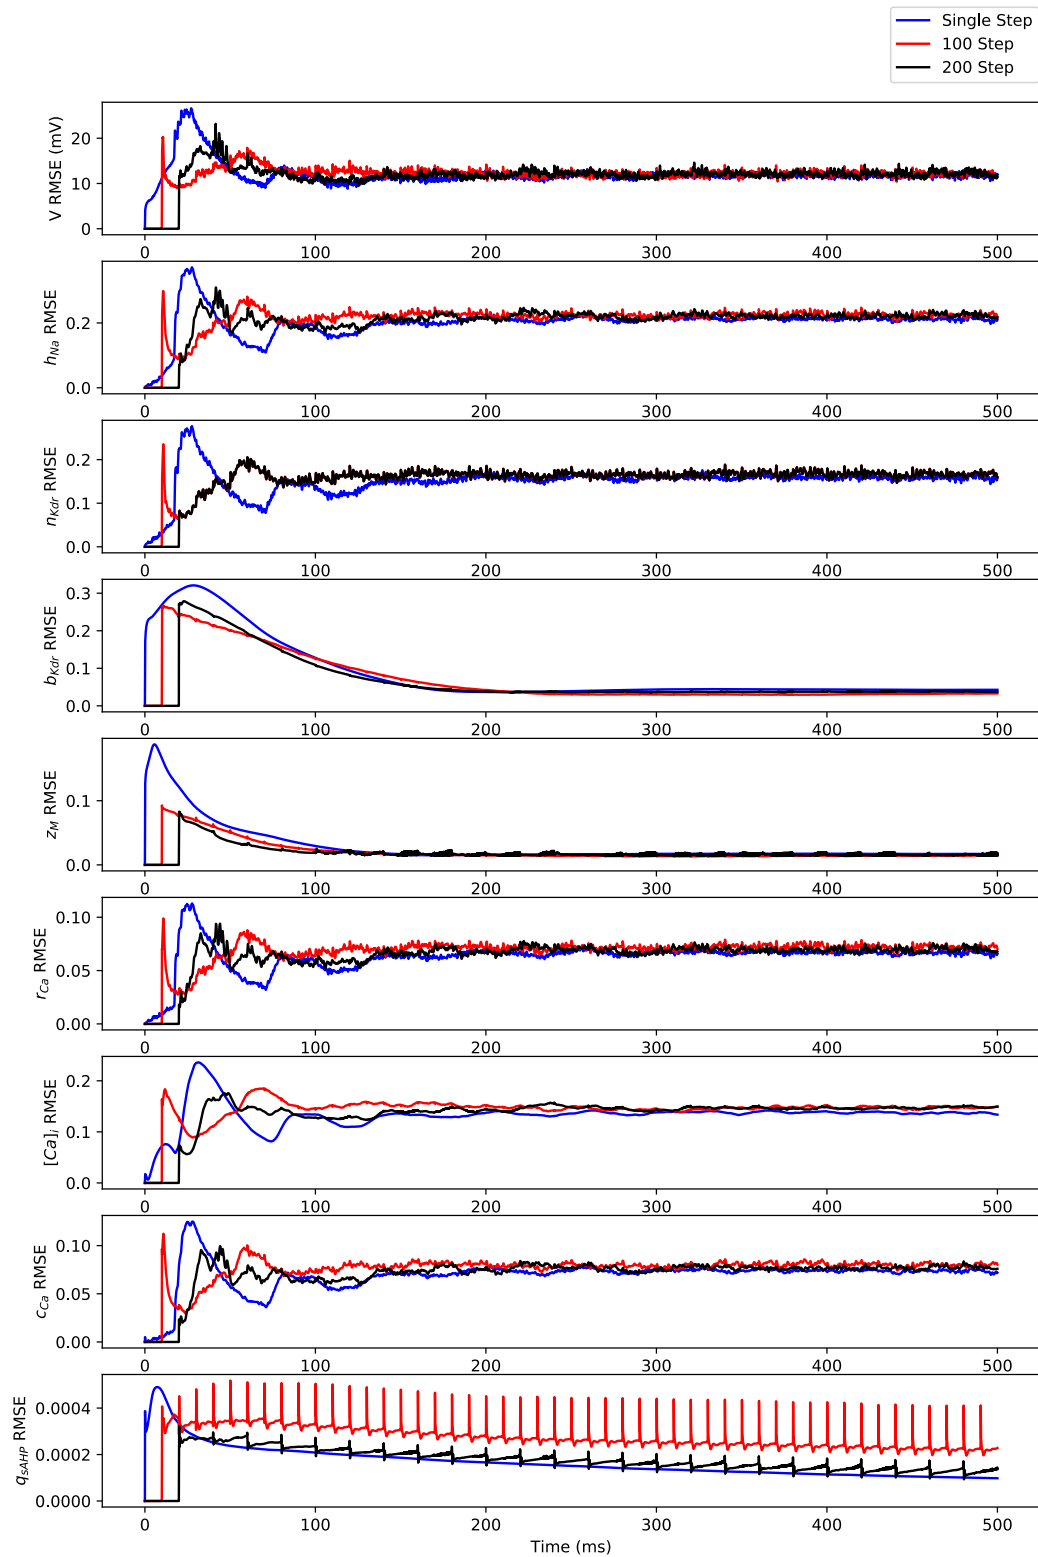 Single Step
100 Step
200 Step
V RMSE (mV)
20
10
0
0 100 200 300 400 500
h_Na RMSE
0.2
0.0
0 100 200 300 400 500
n_Kdr RMSE
0.2
0.1
0.0
0 100 200 300 400 500
b_Kdr RMSE
0.3
0.2
0.1
0.0
0 100 200 300 400 500
z_M RMSE
0.1
0.0
0 100 200 300 400 500
r_Ca RMSE
0.10
0.05
0.00
0 100 200 300 400 500
[Ca]_i RMSE
0.2
0.1
0.0
0 100 200 300 400 500
c_Ca RMSE
0.10
0.05
0.00
0 100 200 300 400 500
q_sAHP RMSE
0.0004
0.0002
0.0000
0 100 200 300 400 500
Time (ms)